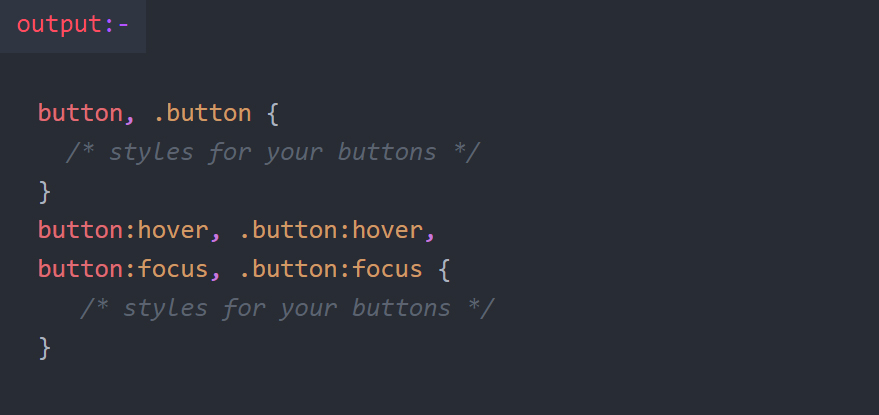 output:-
button, .button {
/* styles for your buttons */
}
button:hover, .button:hover,
button:focus, .button:focus {
/* styles for your buttons */
}